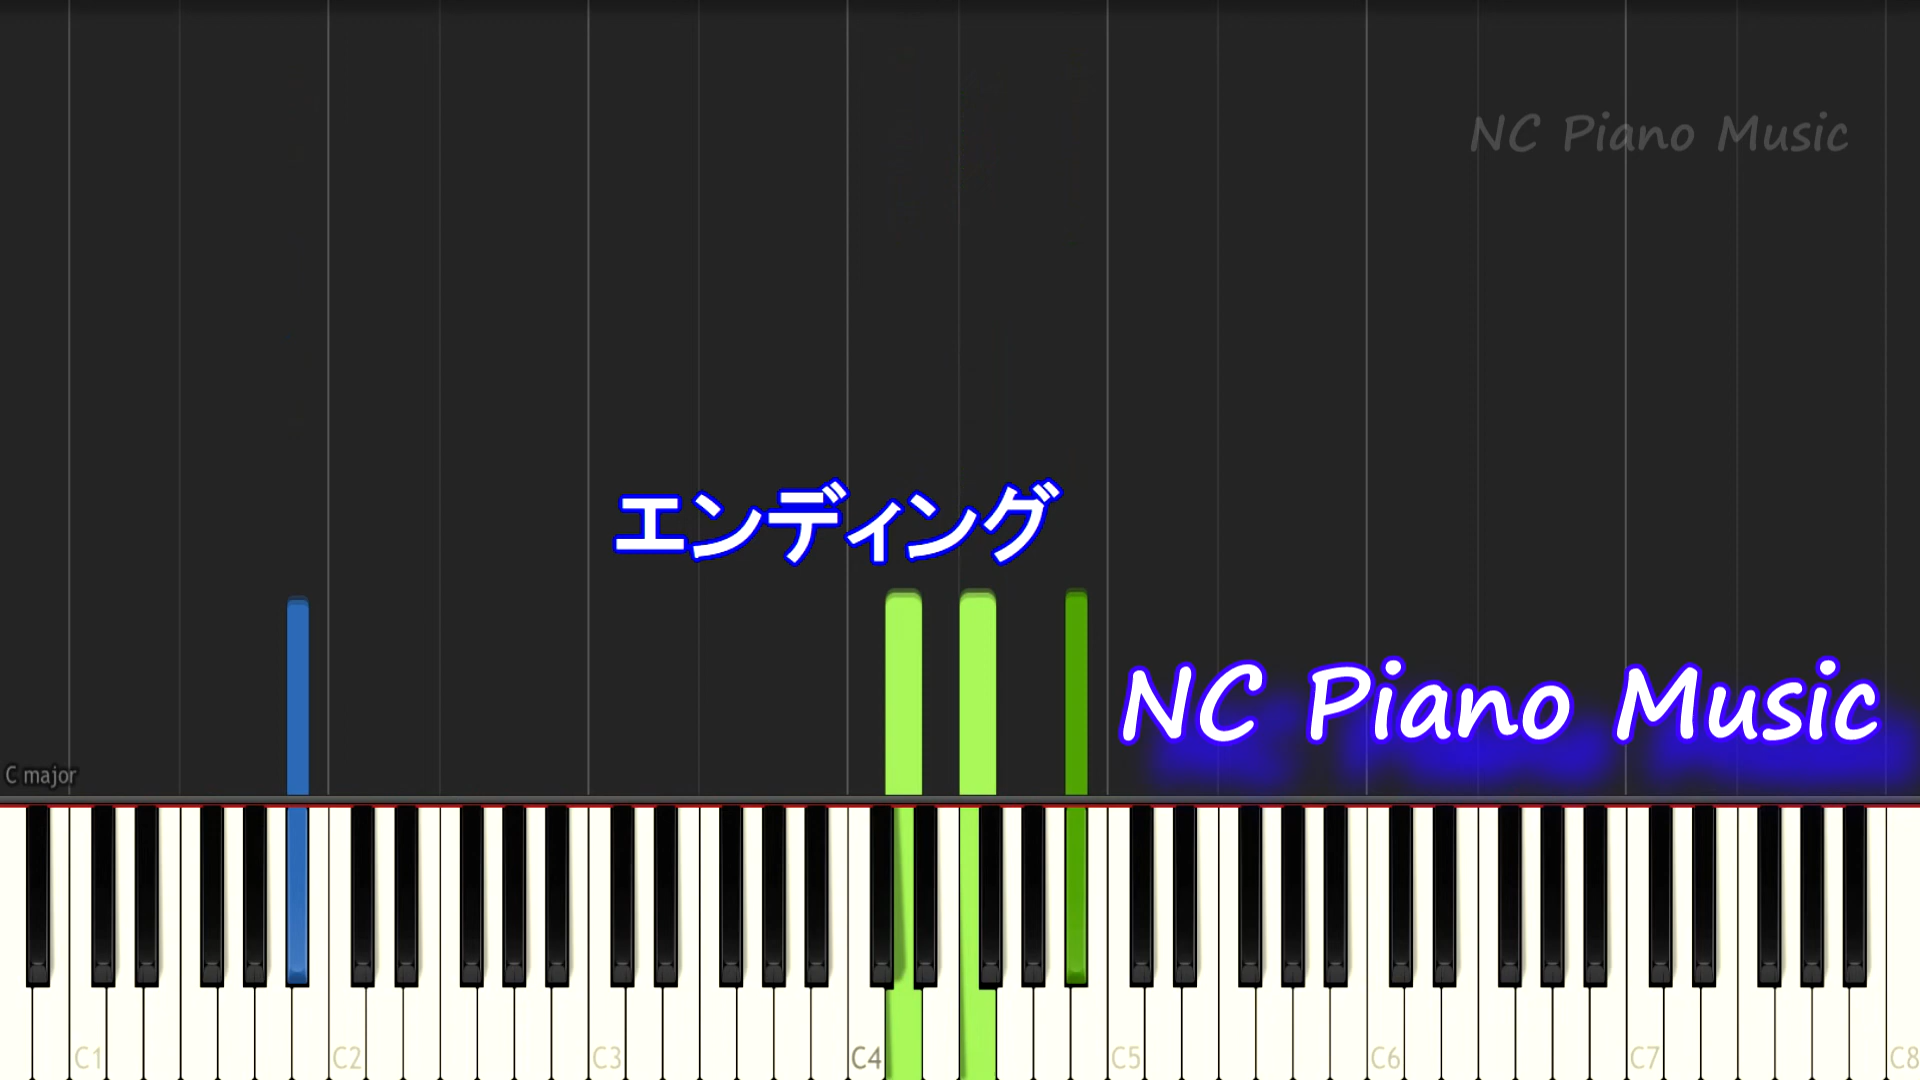 NC Piano Music
エンディング
NC Piano Music
C major
C1 C2 C3 C4 C5 C6 C7 C8